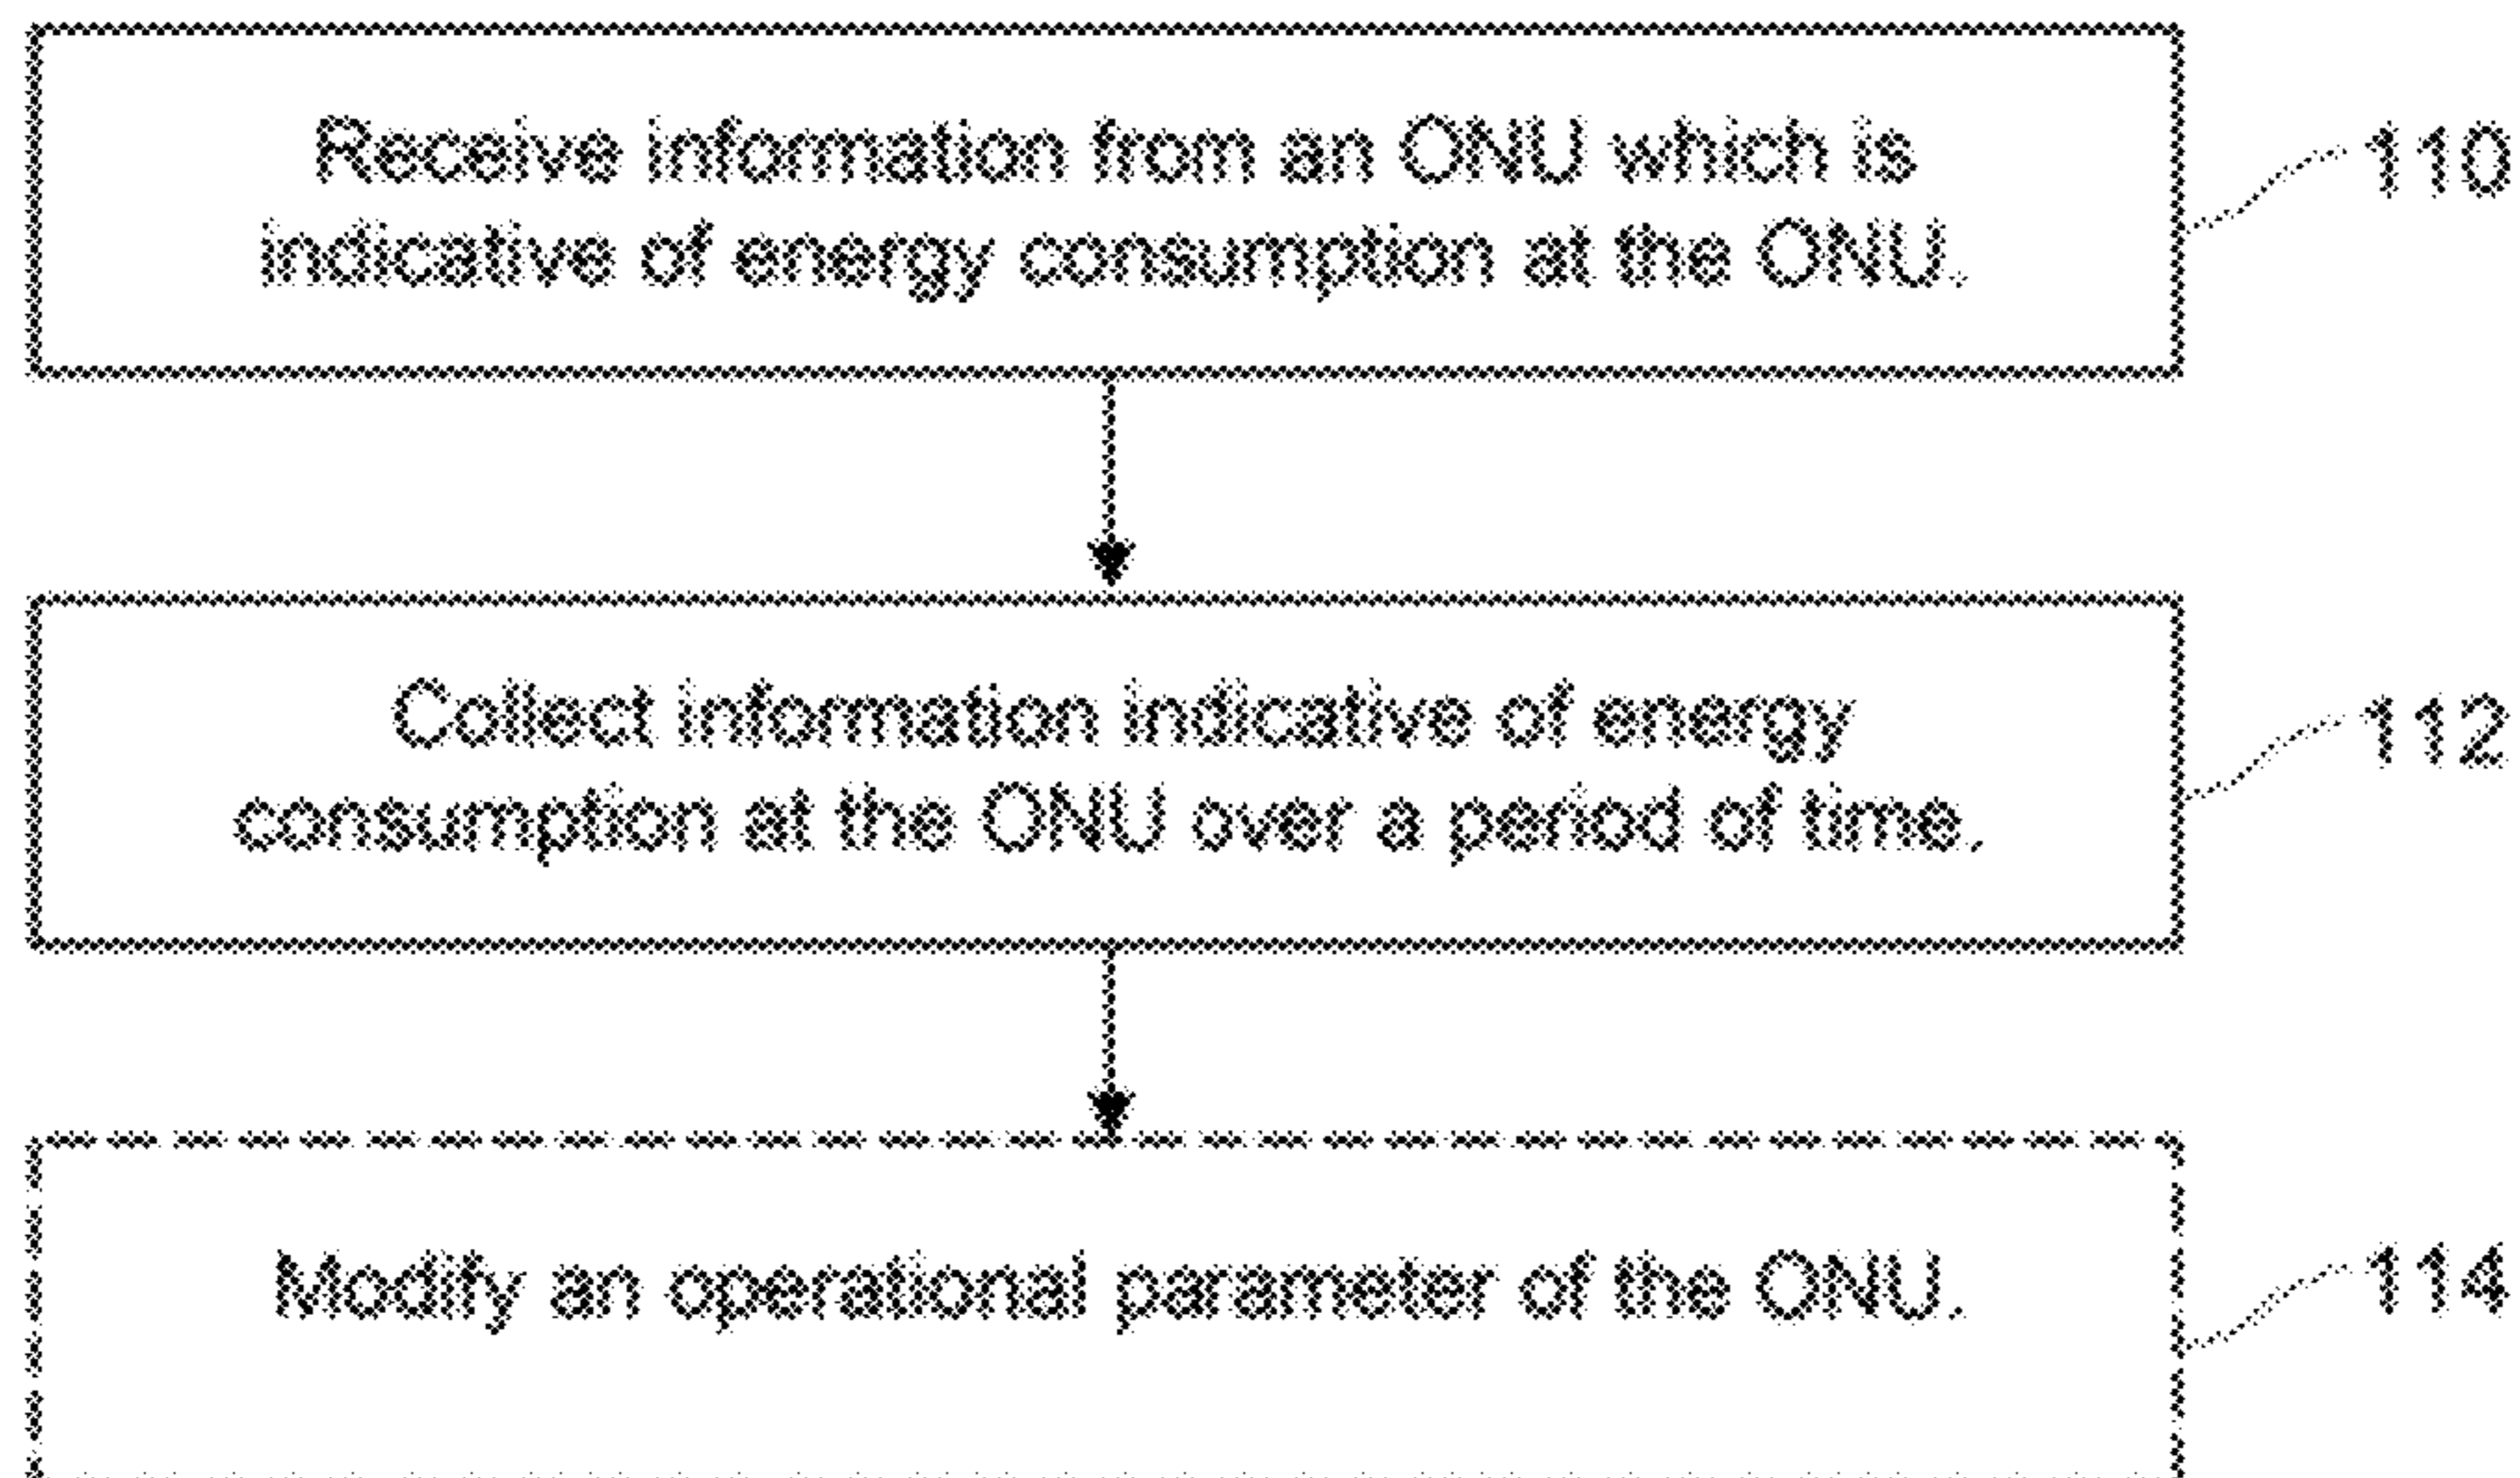 Receive information from an ONU which is
indicative of energy consumption at the ONU.
110
Collect information indicative of energy
consumption at the ONU over a period of time.
112
Modify an operational parameter of the ONU.
114